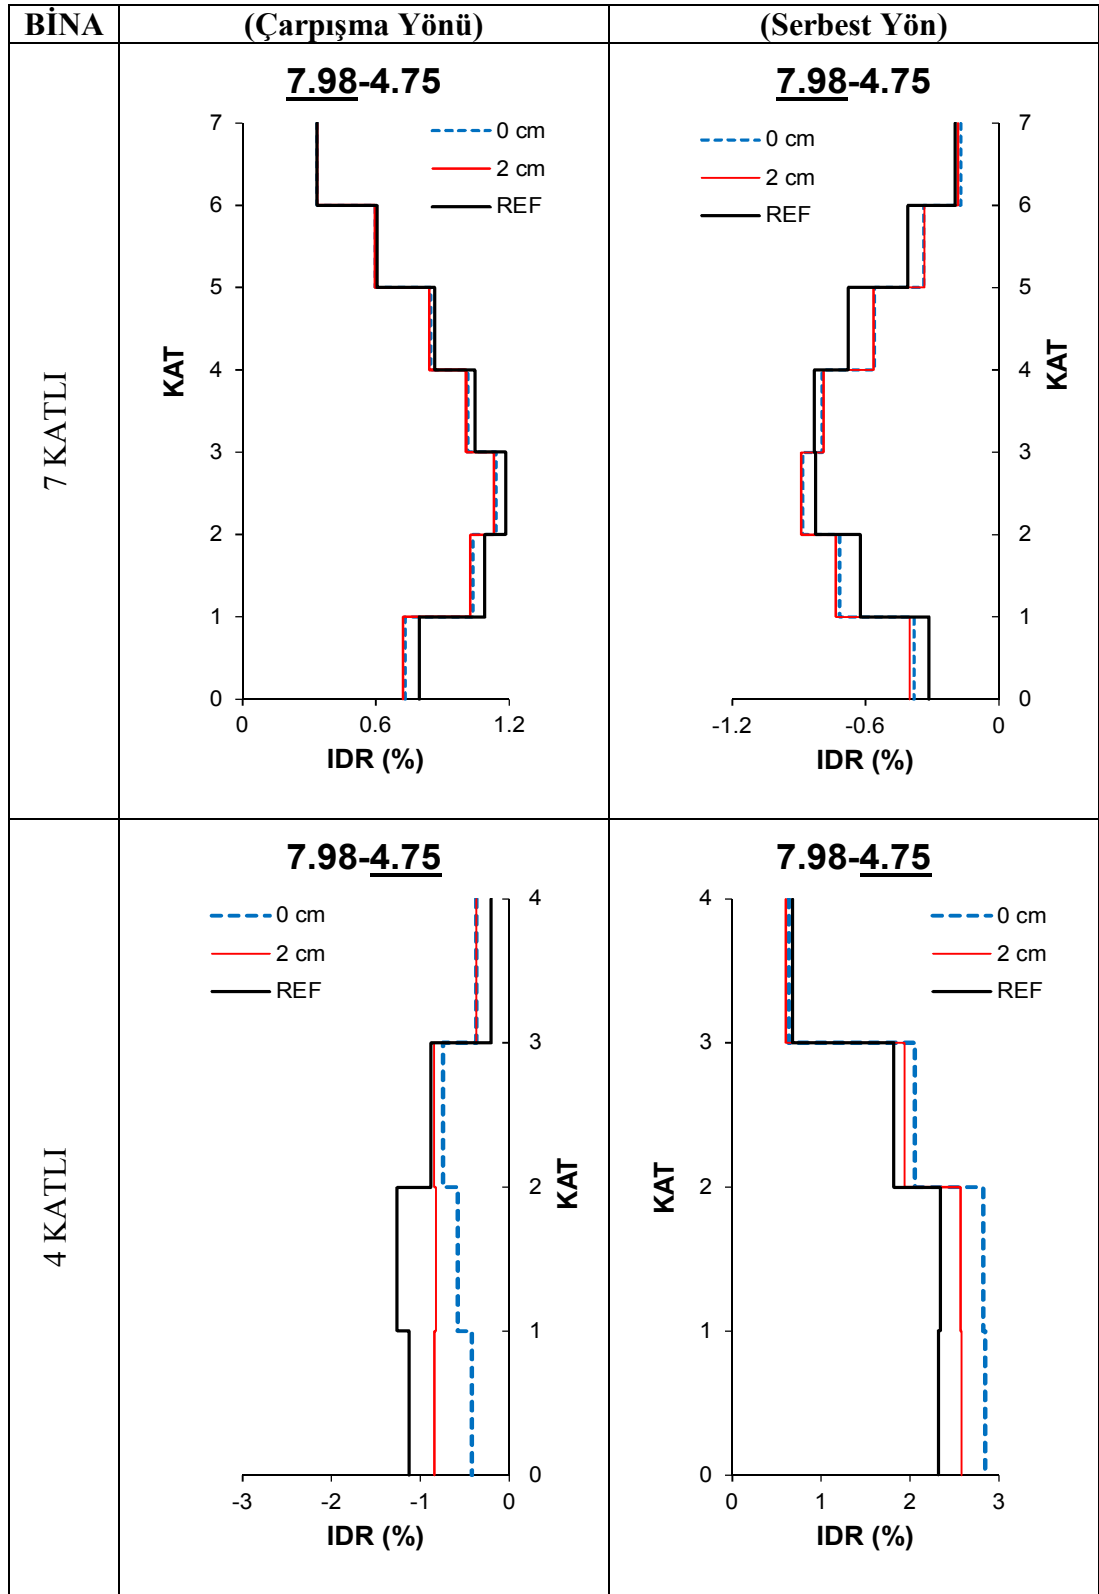 BİNA (Çarpışma Yönü) (Serbest Yön)
7 KATLI
7.98-4.75
0 cm
2 cm
REF
KAT
7
6
5
4
3
2
1
0
0 0.6 1.2
IDR (%)
7.98-4.75
0 cm
2 cm
REF
KAT
7
6
5
4
3
2
1
0
-1.2 -0.6 0
IDR (%)
4 KATLI
7.98-4.75
0 cm
2 cm
REF
KAT
4
3
2
1
0
-3 -2 -1 0
IDR (%)
7.98-4.75
0 cm
2 cm
REF
KAT
4
3
2
1
0
0 1 2 3
IDR (%)